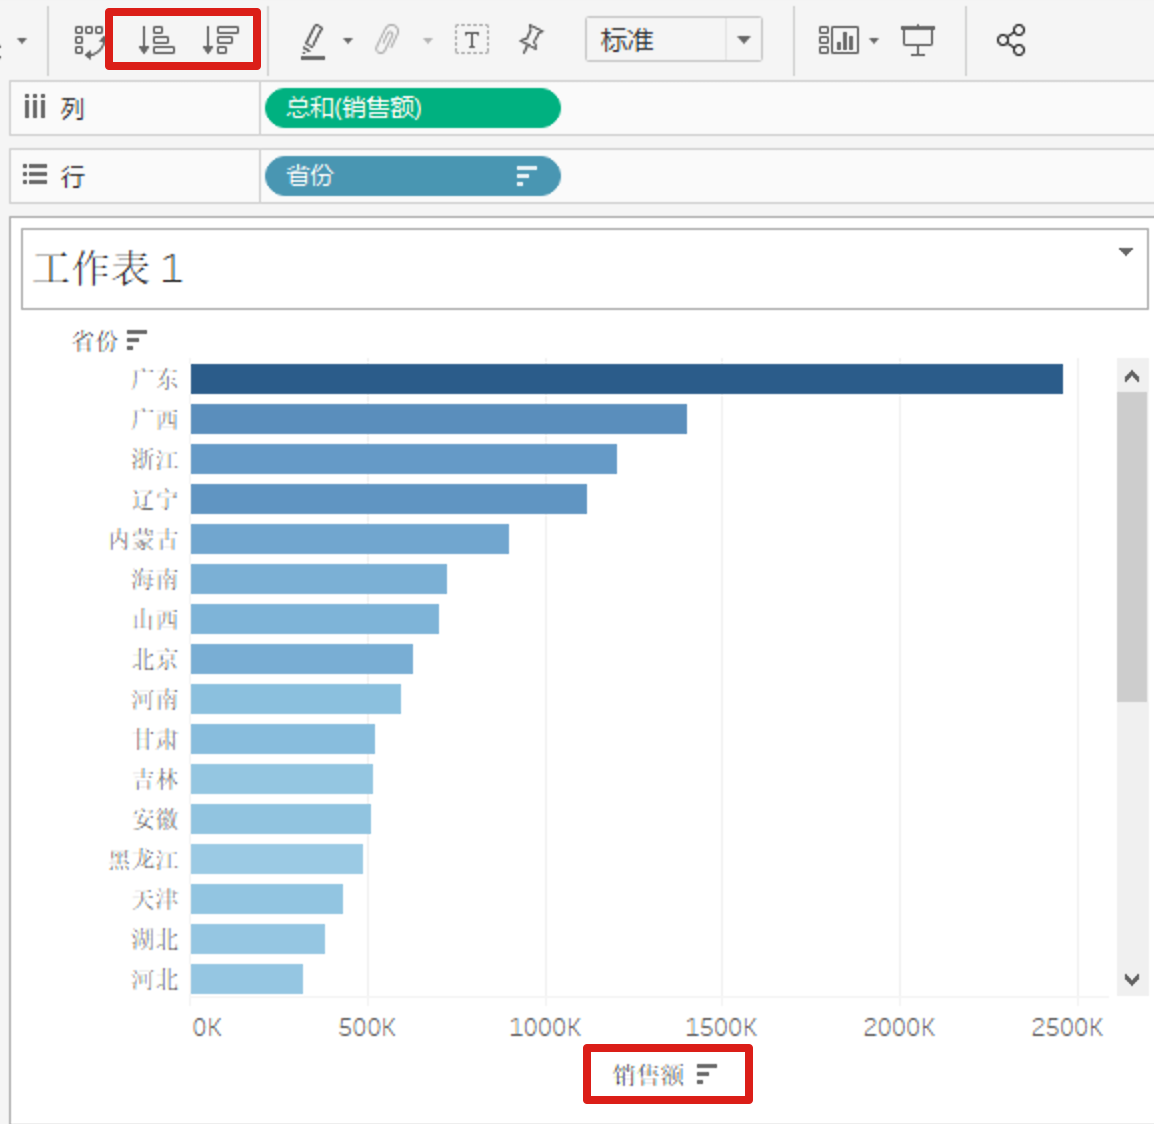 T 标准
列 总和(销售额)
行 省份
工作表 1
省份
广东
广西
浙江
辽宁
内蒙古
海南
山西
北京
河南
甘肃
吉林
安徽
黑龙江
天津
湖北
河北
0K 500K 1000K 1500K 2000K 2500K
销售额